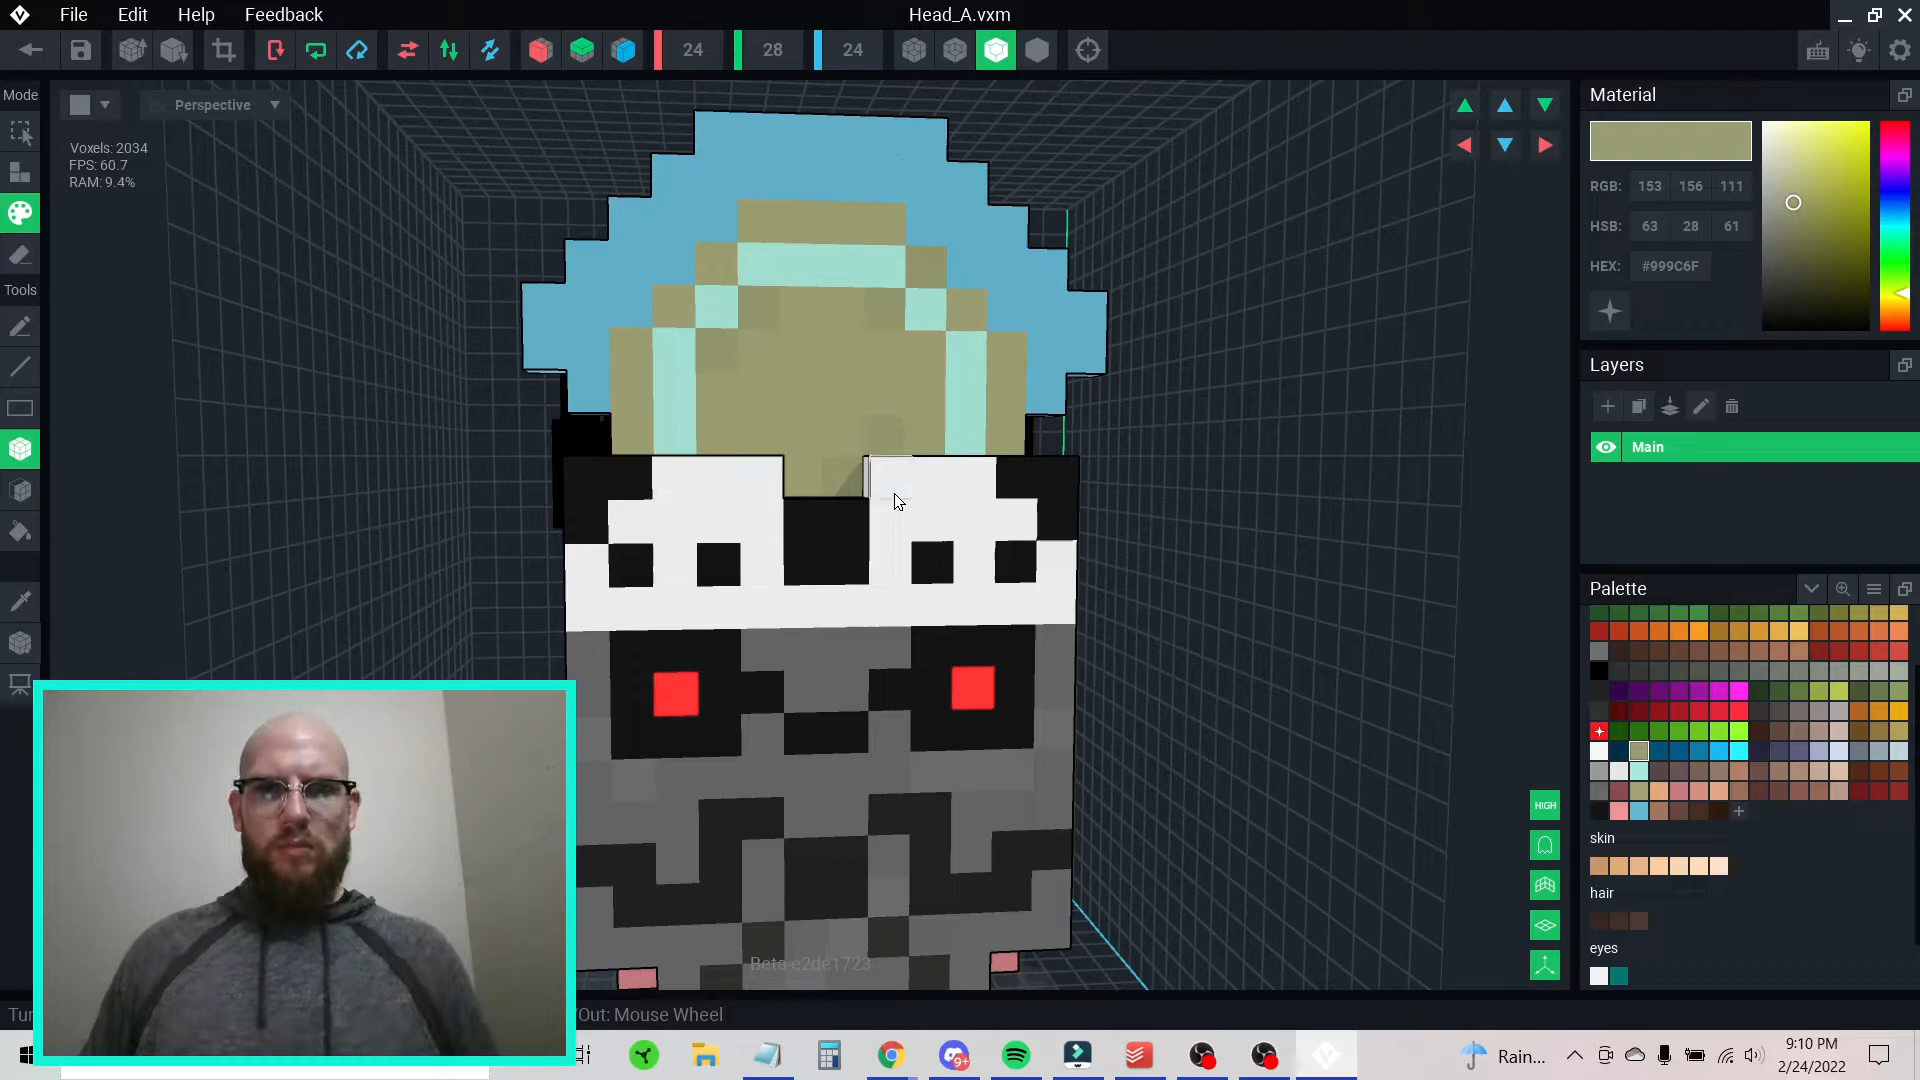 File Edit Help Feedback
Head_A.vxm
24 28 24
Mode
Perspective
Voxels: 2034
FPS: 60.7
RAM: 9.4%
Tools
Material
RGB: 153 156 111
HSB: 63 28 61
HEX: #999C6F
Layers
Main
Palette
skin
hair
eyes
HIGH
Beta e2de1723
/Out: Mouse Wheel
9+
Rain...
9:10 PM
2/24/2022